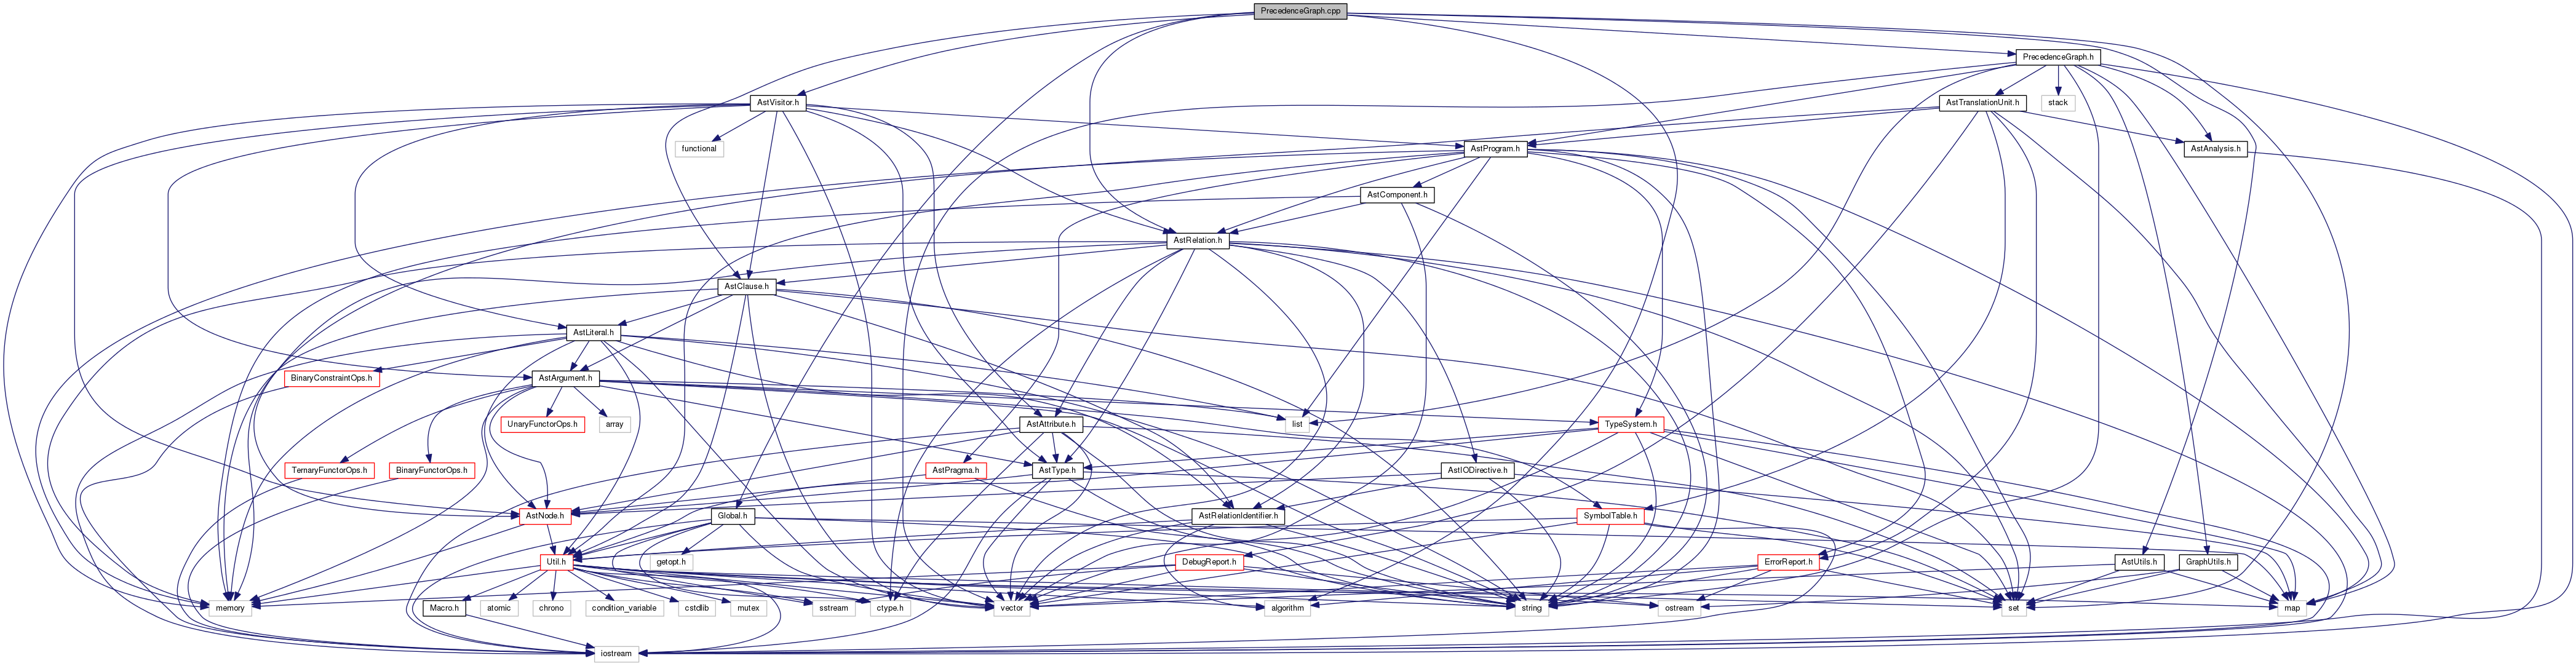 PrecedenceGraph.cpp
PrecedenceGraph.h
AstVisitor.h
AstTranslationUnit.h
stack
functional
AstProgram.h
AstAnalysis.h
AstComponent.h
AstRelation.h
AstClause.h
AstLiteral.h
BinaryConstraintOps.h
AstArgument.h
UnaryFunctorOps.h
array
list
AstAttribute.h
TypeSystem.h
TernaryFunctorOps.h
BinaryFunctorOps.h
AstPragma.h
AstType.h
AstIODirective.h
AstNode.h
Global.h
AstRelationIdentifier.h
SymbolTable.h
Util.h
getopt.h
DebugReport.h
ErrorReport.h
AstUtils.h
GraphUtils.h
memory
Macro.h
atomic
chrono
condition_variable
cstdlib
mutex
sstream
ctype.h
vector
algorithm
string
ostream
set
map
iostream